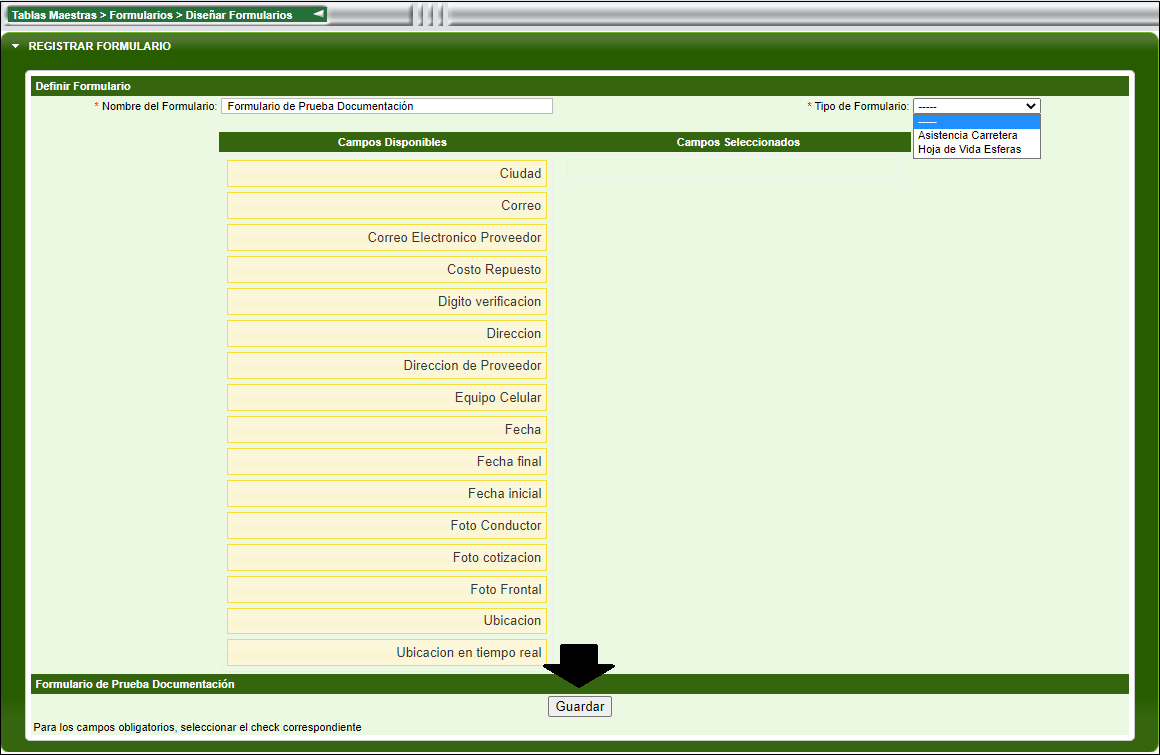 Tablas Maestras > Formularios > Diseñar Formularios
REGISTRAR FORMULARIO
Definir Formulario
* Nombre del Formulario: Formulario de Prueba Documentación * Tipo de Formulario: -----
-----
Asistencia Carretera
Hoja de Vida Esferas
Campos Disponibles Campos Seleccionados
Ciudad
Correo
Correo Electronico Proveedor
Costo Repuesto
Digito verificacion
Direccion
Direccion de Proveedor
Equipo Celular
Fecha
Fecha final
Fecha inicial
Foto Conductor
Foto cotizacion
Foto Frontal
Ubicacion
Ubicacion en tiempo real
Formulario de Prueba Documentación
Guardar
Para los campos obligatorios, seleccionar el check correspondiente